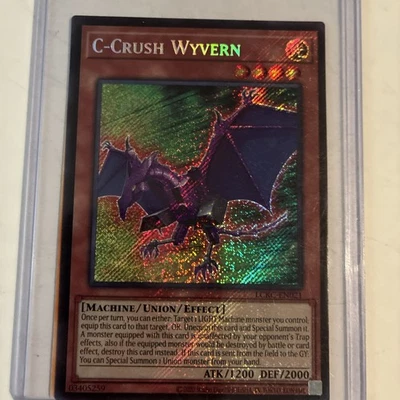 C-CRUSH WYVERN
LCKC-EN021
[MACHINE/UNION/EFFECT]
Once per turn, you can either: Target 1 LIGHT Machine monster you control;
equip this card to that target, OR: Unequip this card and Special Summon it.
A monster equipped with this card is unaffected by your opponent's Trap
effects, also if the equipped monster would be destroyed by battle or card
effect, destroy this card instead. If this card is sent from the field to the GY:
You can Special Summon 1 Union monster from your hand.
ATK/1200 DEF/2000
03405259